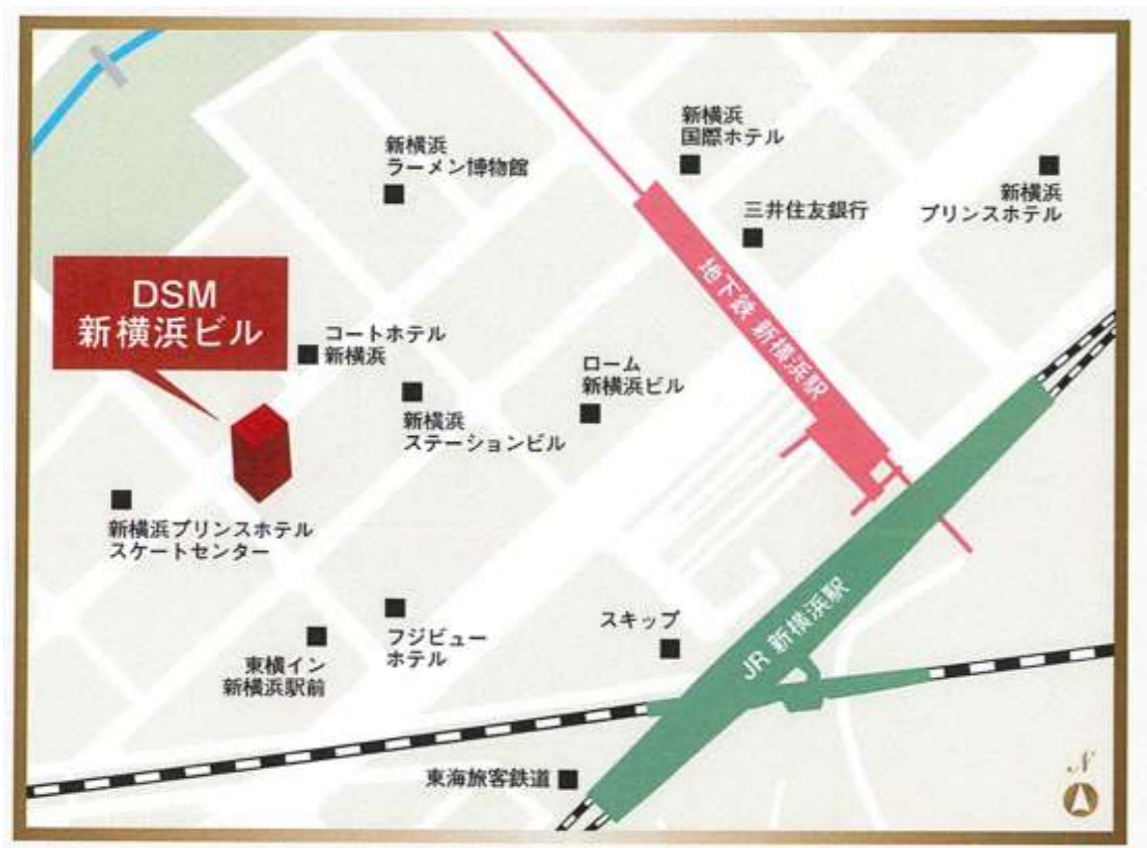 新横浜
ラーメン博物館
新横浜
国際ホテル
新横浜
プリンスホテル
三井住友銀行
地下鉄 新横浜駅
DSM
新横浜ビル
コートホテル
新横浜
ローム
新横浜ビル
新横浜
ステーションビル
新横浜プリンスホテル
スケートセンター
フジビュー
ホテル
スキップ
JR 新横浜駅
東横イン
新横浜駅前
東海旅客鉄道
N